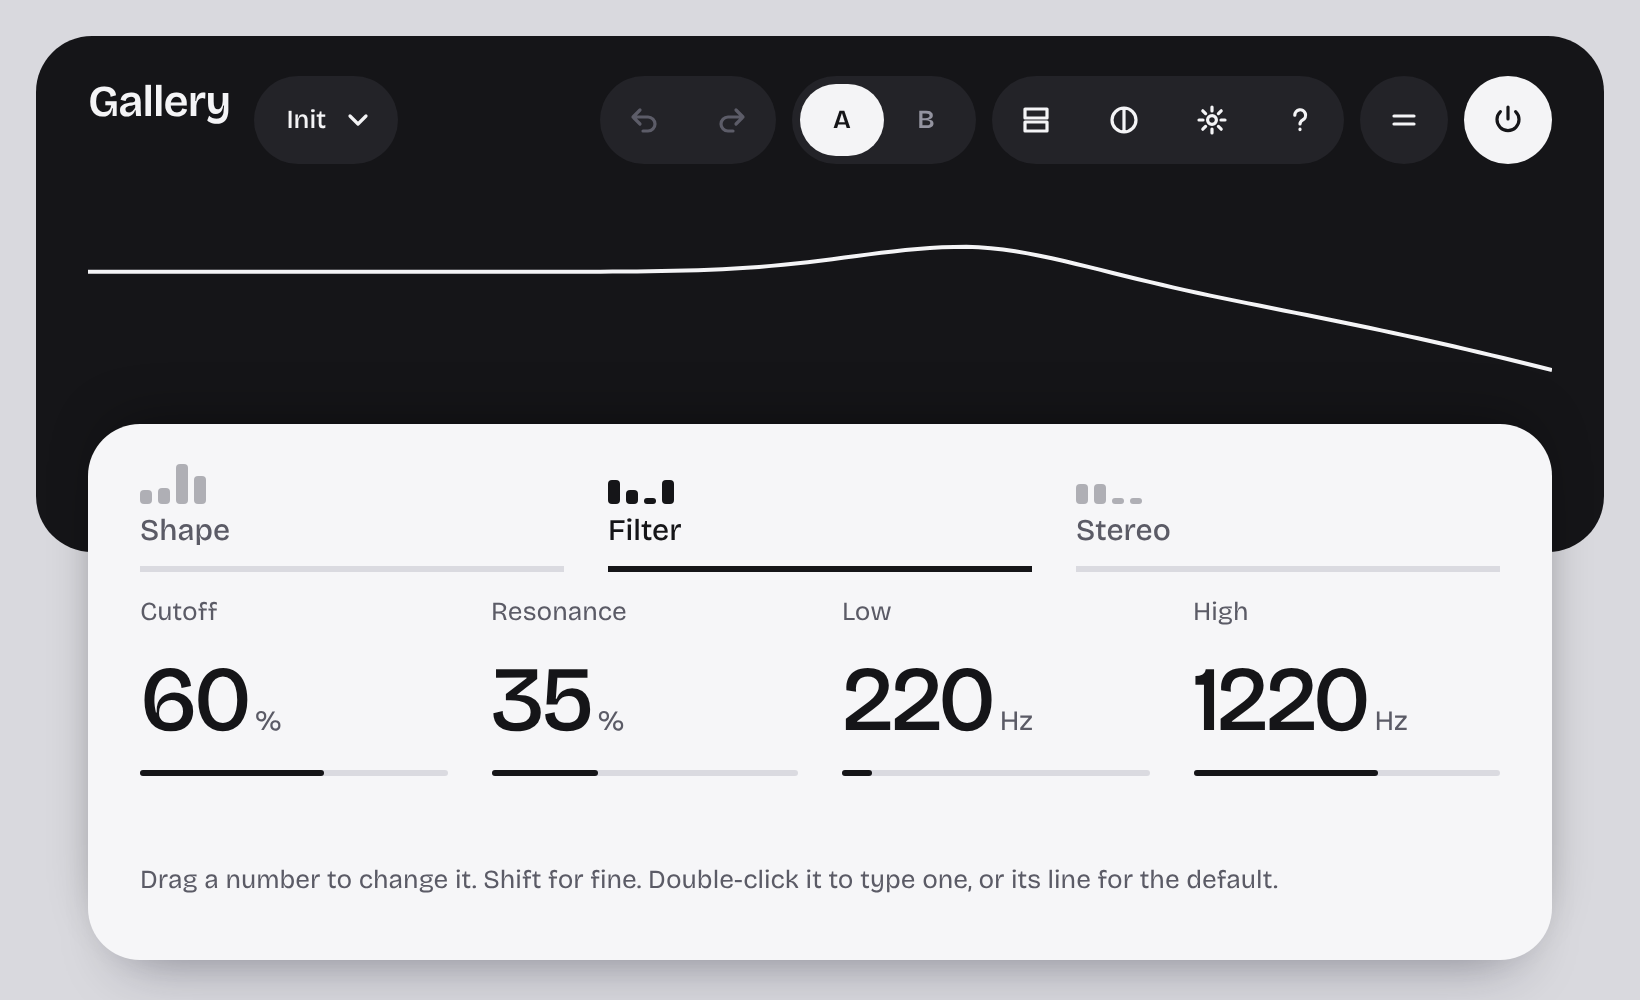 Gallery
Init
A
B
?
Shape
Filter
Stereo
Cutoff
Resonance
Low
High
60 %
35 %
220 Hz
1220 Hz
Drag a number to change it. Shift for fine. Double-click it to type one, or its line for the default.